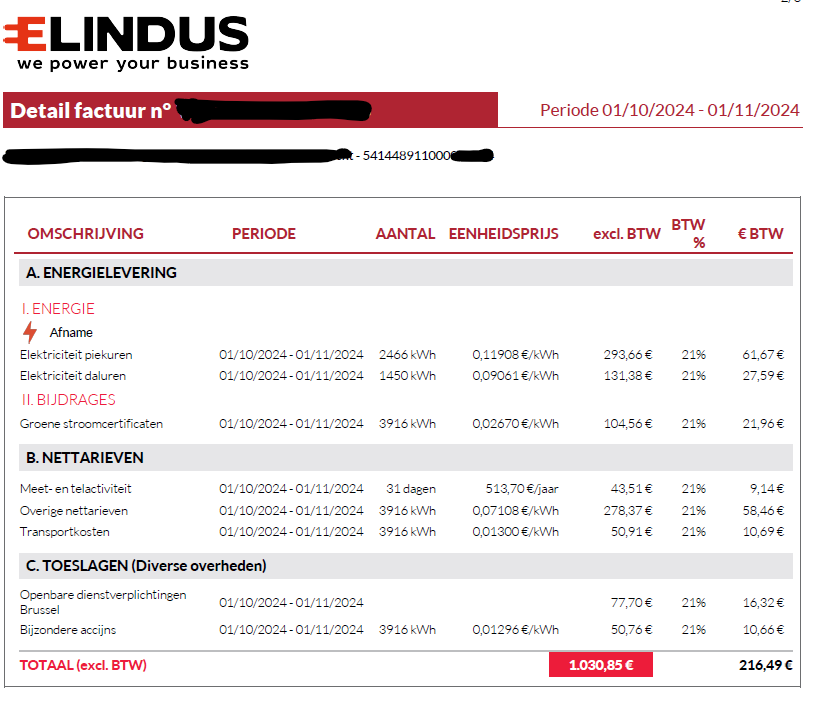 ELINDUS
we power your business
Detail factuur n°
Periode 01/10/2024 - 01/11/2024
- 541448911000
OMSCHRIJVING PERIODE AANTAL EENHEIDSPRIJS excl. BTW BTW % € BTW
A. ENERGIELEVERING
I. ENERGIE
Afname
Elektriciteit piekuren 01/10/2024 - 01/11/2024 2466 kWh 0,11908 €/kWh 293,66 € 21% 61,67 €
Elektriciteit daluren 01/10/2024 - 01/11/2024 1450 kWh 0,09061 €/kWh 131,38 € 21% 27,59 €
II. BIJDRAGES
Groene stroomcertificaten 01/10/2024 - 01/11/2024 3916 kWh 0,02670 €/kWh 104,56 € 21% 21,96 €
B. NETTARIEVEN
Meet- en telactiviteit 01/10/2024 - 01/11/2024 31 dagen 513,70 €/jaar 43,51 € 21% 9,14 €
Overige nettarieven 01/10/2024 - 01/11/2024 3916 kWh 0,07108 €/kWh 278,37 € 21% 58,46 €
Transportkosten 01/10/2024 - 01/11/2024 3916 kWh 0,01300 €/kWh 50,91 € 21% 10,69 €
C. TOESLAGEN (Diverse overheden)
Openbare dienstverplichtingen
Brussel 01/10/2024 - 01/11/2024 77,70 € 21% 16,32 €
Bijzondere accijns 01/10/2024 - 01/11/2024 3916 kWh 0,01296 €/kWh 50,76 € 21% 10,66 €
TOTAAL (excl. BTW) 1.030,85 € 216,49 €